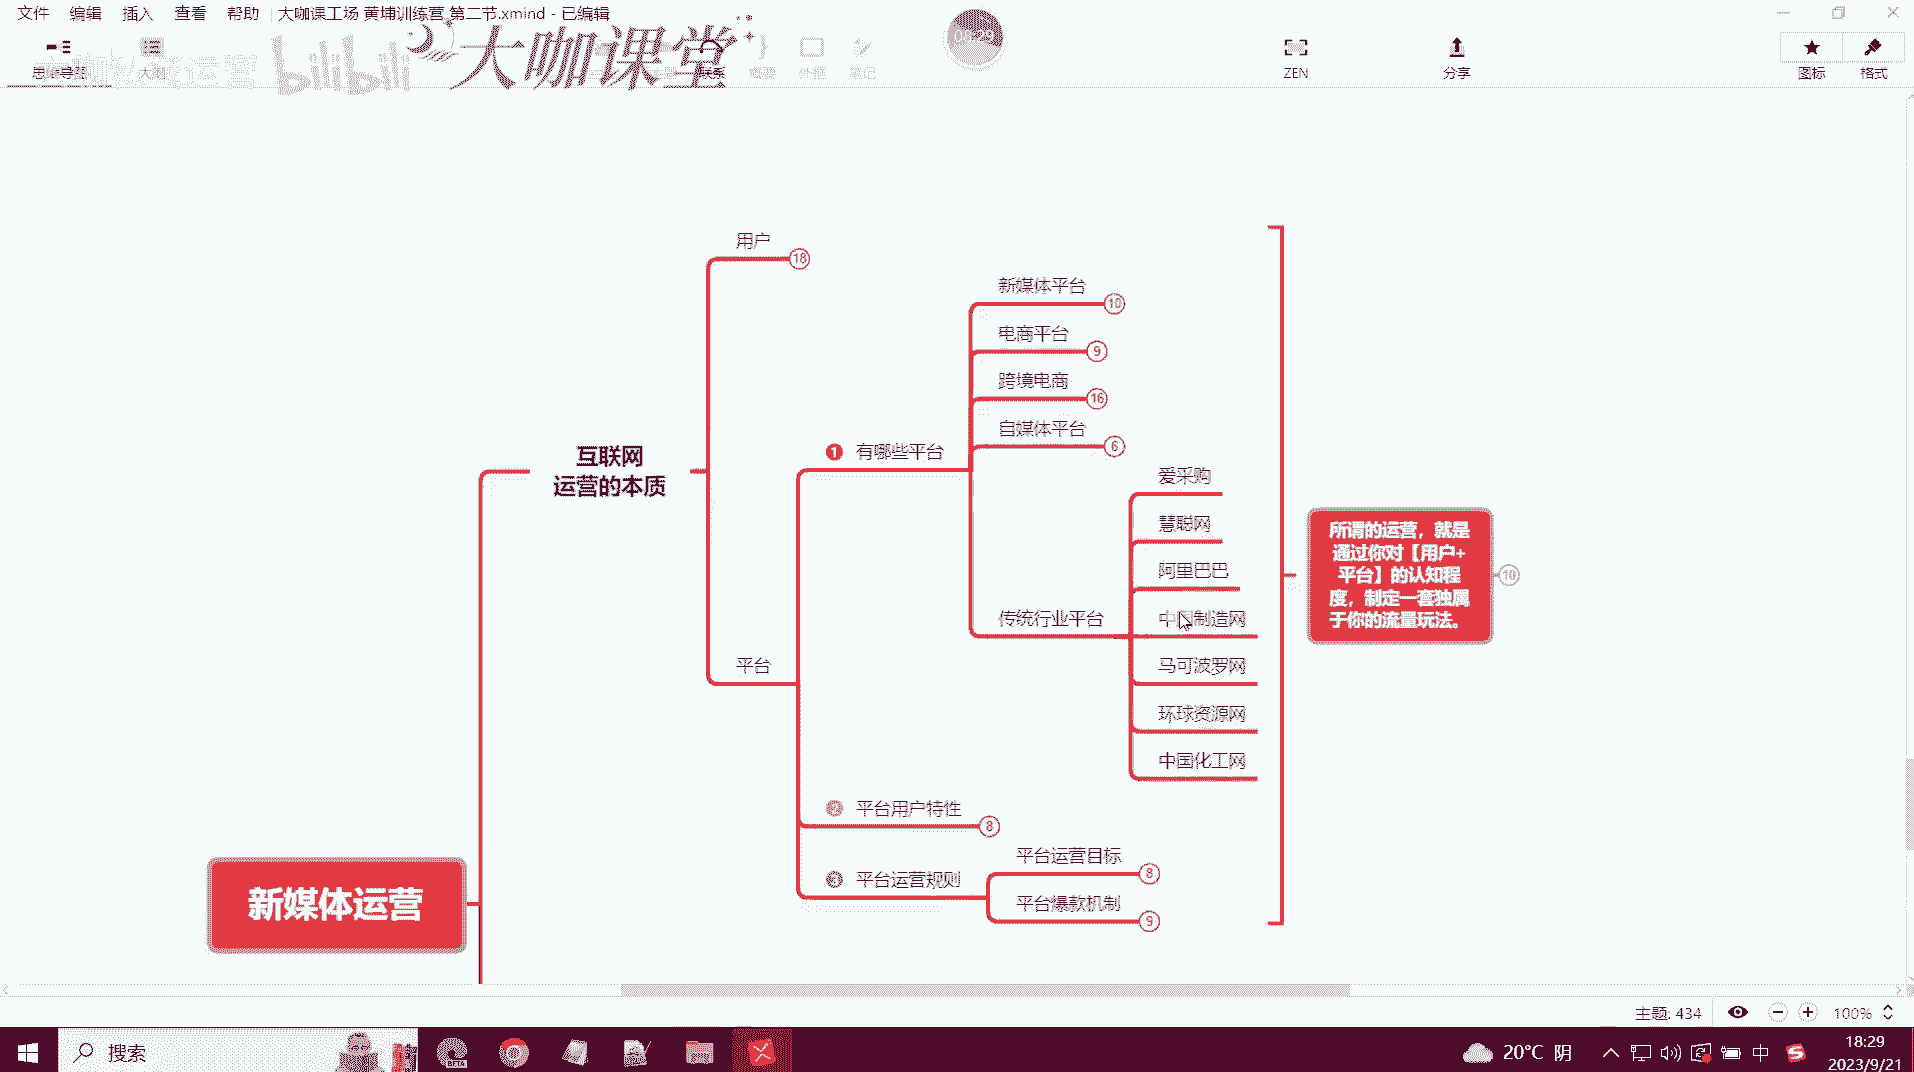 文件 编辑 插入 查看 帮助 大咖课工场 黄埔训练营 第二节.xmind - 已编辑
思维导图 大纲 联系 概要 外框 笔记 ZEN 分享 图标 格式
bilibili
大咖课堂
08:29
用户 18
新媒体平台 10
电商平台 9
跨境电商 16
自媒体平台 6
1 有哪些平台
互联网
运营的本质
爱采购
慧聪网
阿里巴巴
传统行业平台
中国制造网
马可波罗网
环球资源网
中国化工网
所谓的运营，就是
通过你对【用户+
平台】的认知程
度，制定一套独属
于你的流量玩法。
10
平台
2 平台用户特性 8
平台运营目标 8
3 平台运营规则
平台爆款机制 9
新媒体运营
主题: 434 100%
搜索
BETA
20°C 阴
中
18:29
2023/9/21